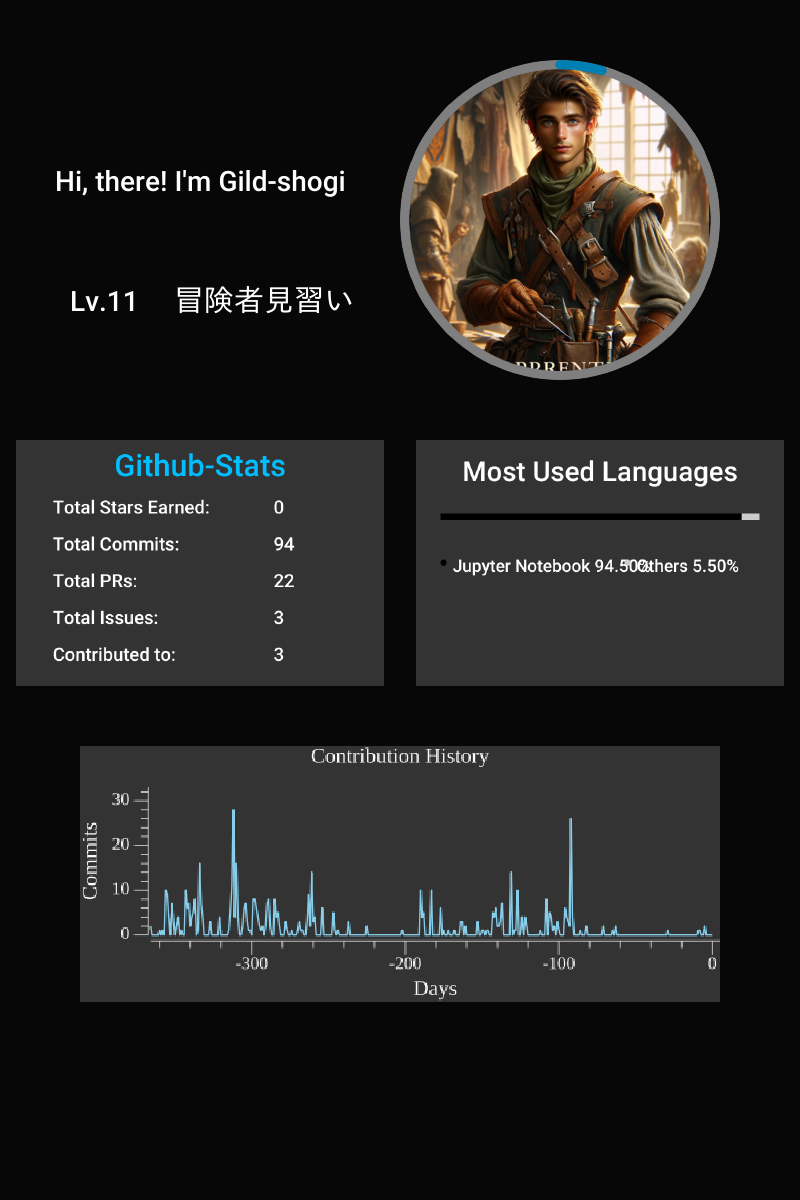 Hi, there! I'm Gild-shogi
Lv.11 冒険者見習い
Github-Stats
Total Stars Earned: 0
Total Commits: 94
Total PRs: 22
Total Issues: 3
Contributed to: 3
Most Used Languages
Jupyter Notebook 94.50% Others 5.50%
Contribution History
Commits
30
20
10
0
-300 -200 -100 0
Days